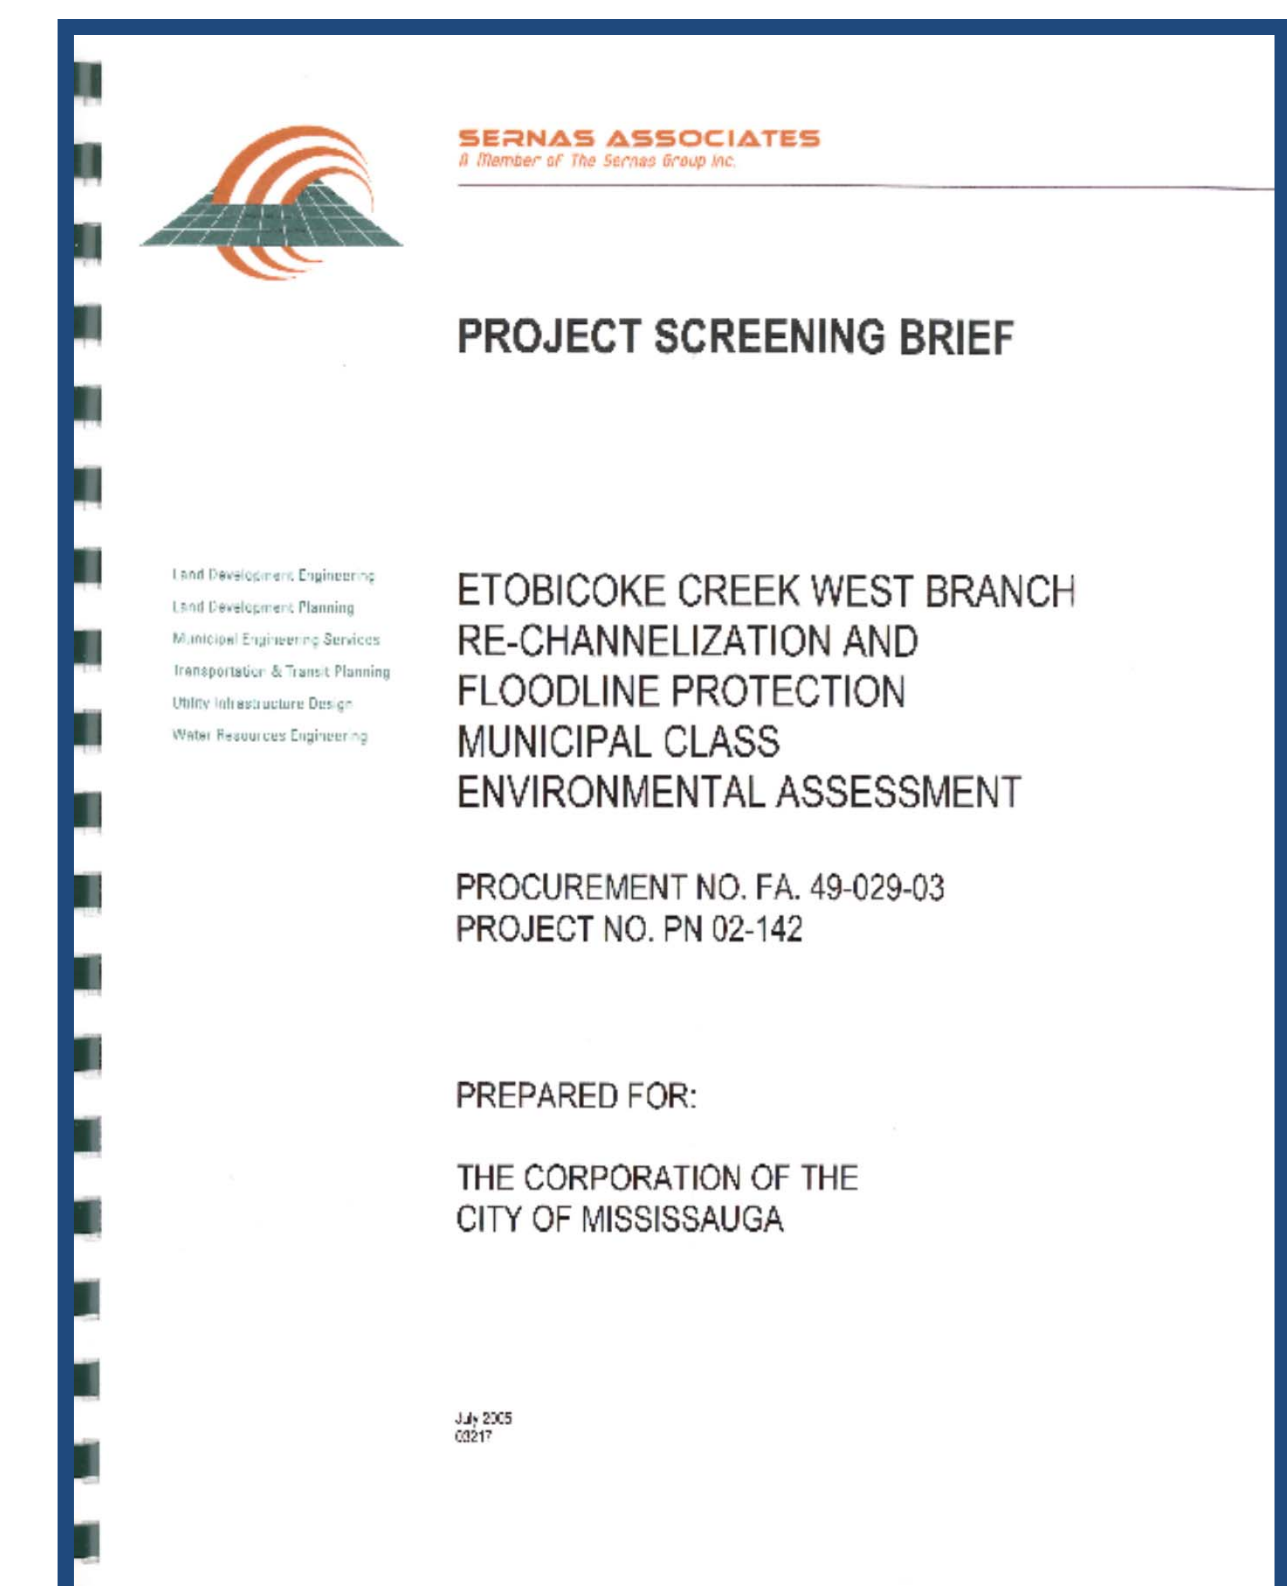 SERNAS ASSOCIATES
A Member of The Sernas Group Inc.
PROJECT SCREENING BRIEF
Land Development Engineering
Land Development Planning
Municipal Engineering Services
Transportation & Transit Planning
Utility Infrastructure Design
Water Resources Engineering
ETOBICOKE CREEK WEST BRANCH
RE-CHANNELIZATION AND
FLOODLINE PROTECTION
MUNICIPAL CLASS
ENVIRONMENTAL ASSESSMENT
PROCUREMENT NO. FA. 49-029-03
PROJECT NO. PN 02-142
PREPARED FOR:
THE CORPORATION OF THE
CITY OF MISSISSAUGA
July 2005
03217